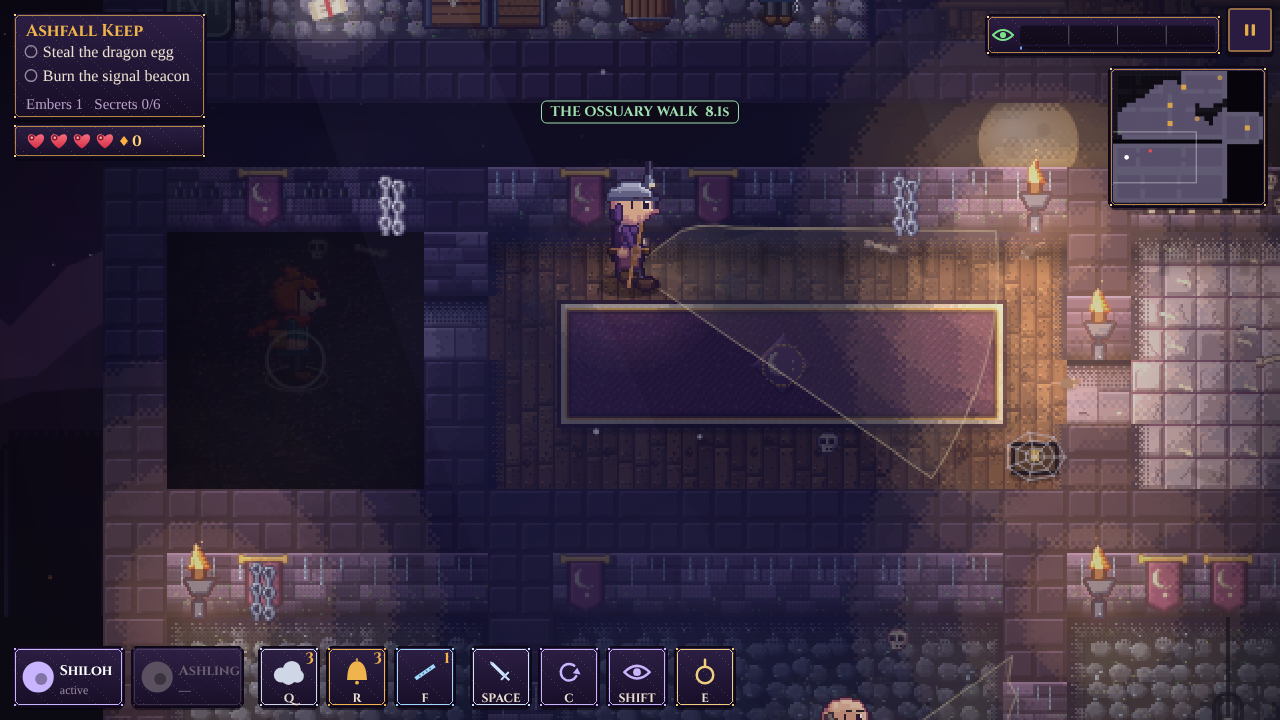 EXIT
ASHFALL KEEP
Steal the dragon egg
Burn the signal beacon
Embers 1 Secrets 0/6
0
THE OSSUARY WALK 8.1S
SHILOH
active
ASHLING
—
3
Q
3
R
1
F
SPACE
C
SHIFT
E